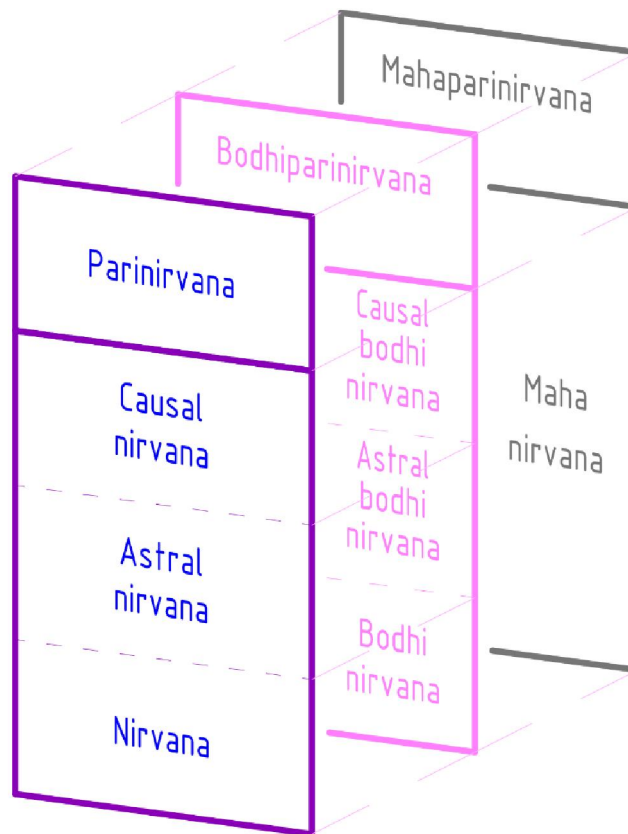 Mahaparinirvana
Bodhiparinirvana
Parinirvana
Causal
bodhi
nirvana
Causal
nirvana
Maha
nirvana
Astral
bodhi
nirvana
Astral
nirvana
Bodhi
nirvana
Nirvana